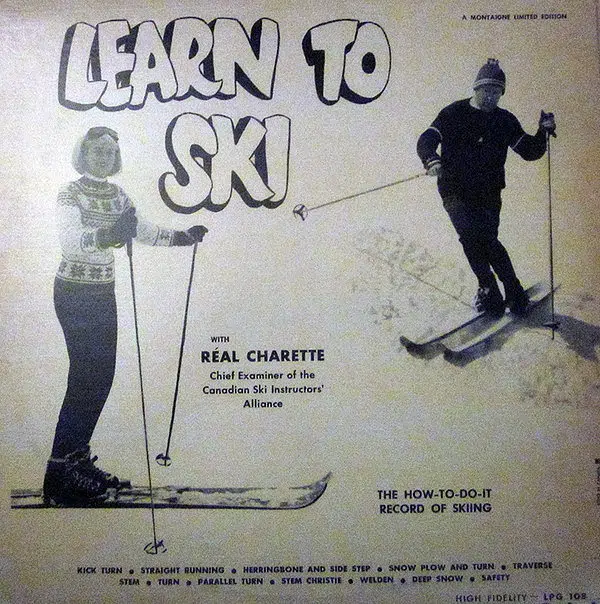 A MONTAIGNE LIMITED EDITION
LEARN TO
SKI
WITH
RÉAL CHARETTE
Chief Examiner of the
Canadian Ski Instructors'
Alliance
THE HOW-TO-DO-IT
RECORD OF SKIING
KICK TURN • STRAIGHT RUNNING • HERRINGBONE AND SIDE STEP • SNOW PLOW AND TURN • TRAVERSE
STEM • TURN • PARALLEL TURN • STEM CHRISTIE • WELDEN • DEEP SNOW • SAFETY
HIGH FIDELITY — LPG 108